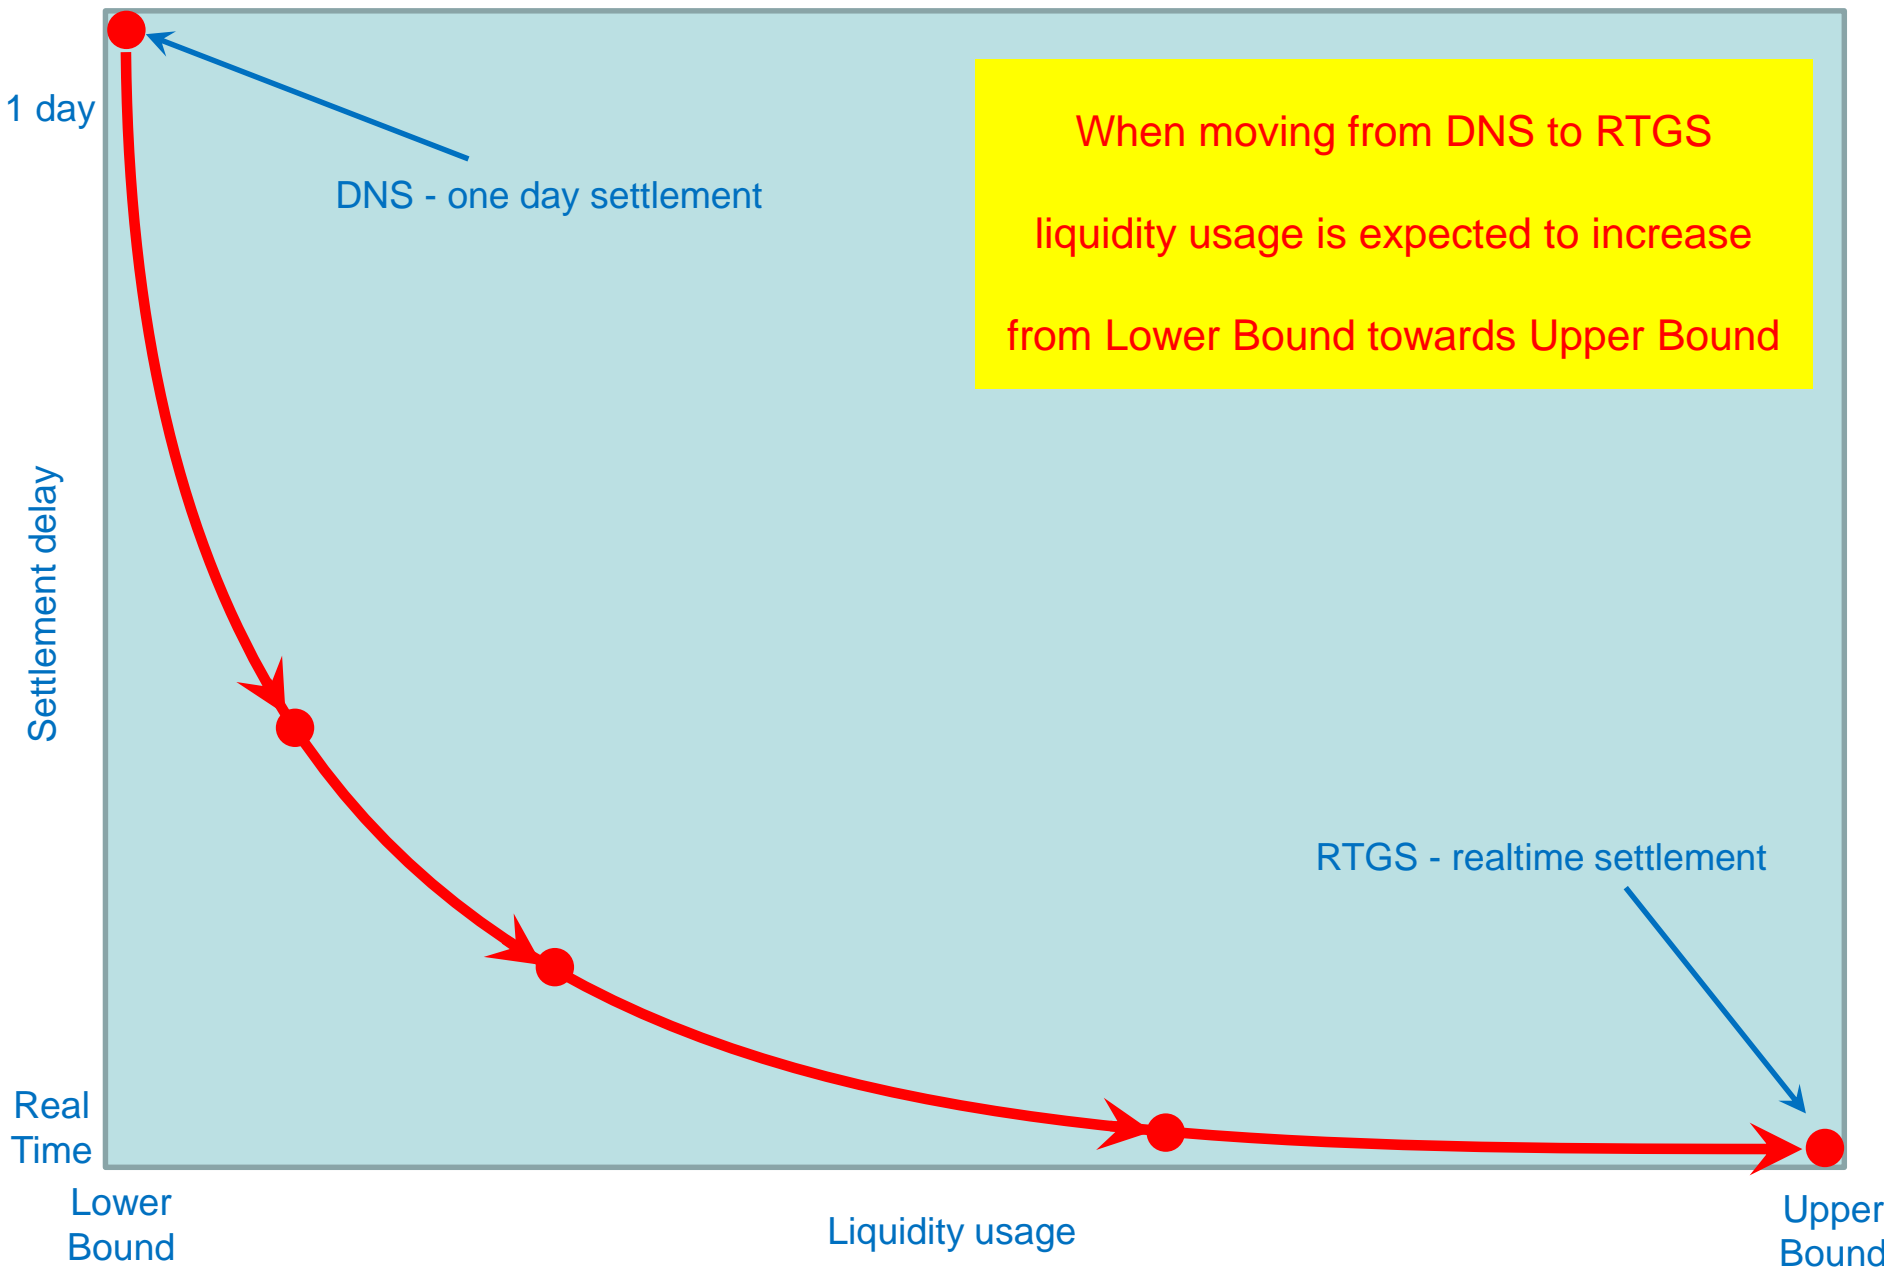 1 day
When moving from DNS to RTGS
DNS - one day settlement
liquidity usage is expected to increase
from Lower Bound towards Upper Bound
Settlement delay
RTGS - realtime settlement
Real
Time
Lower
Bound
Liquidity usage
Upper
Bound